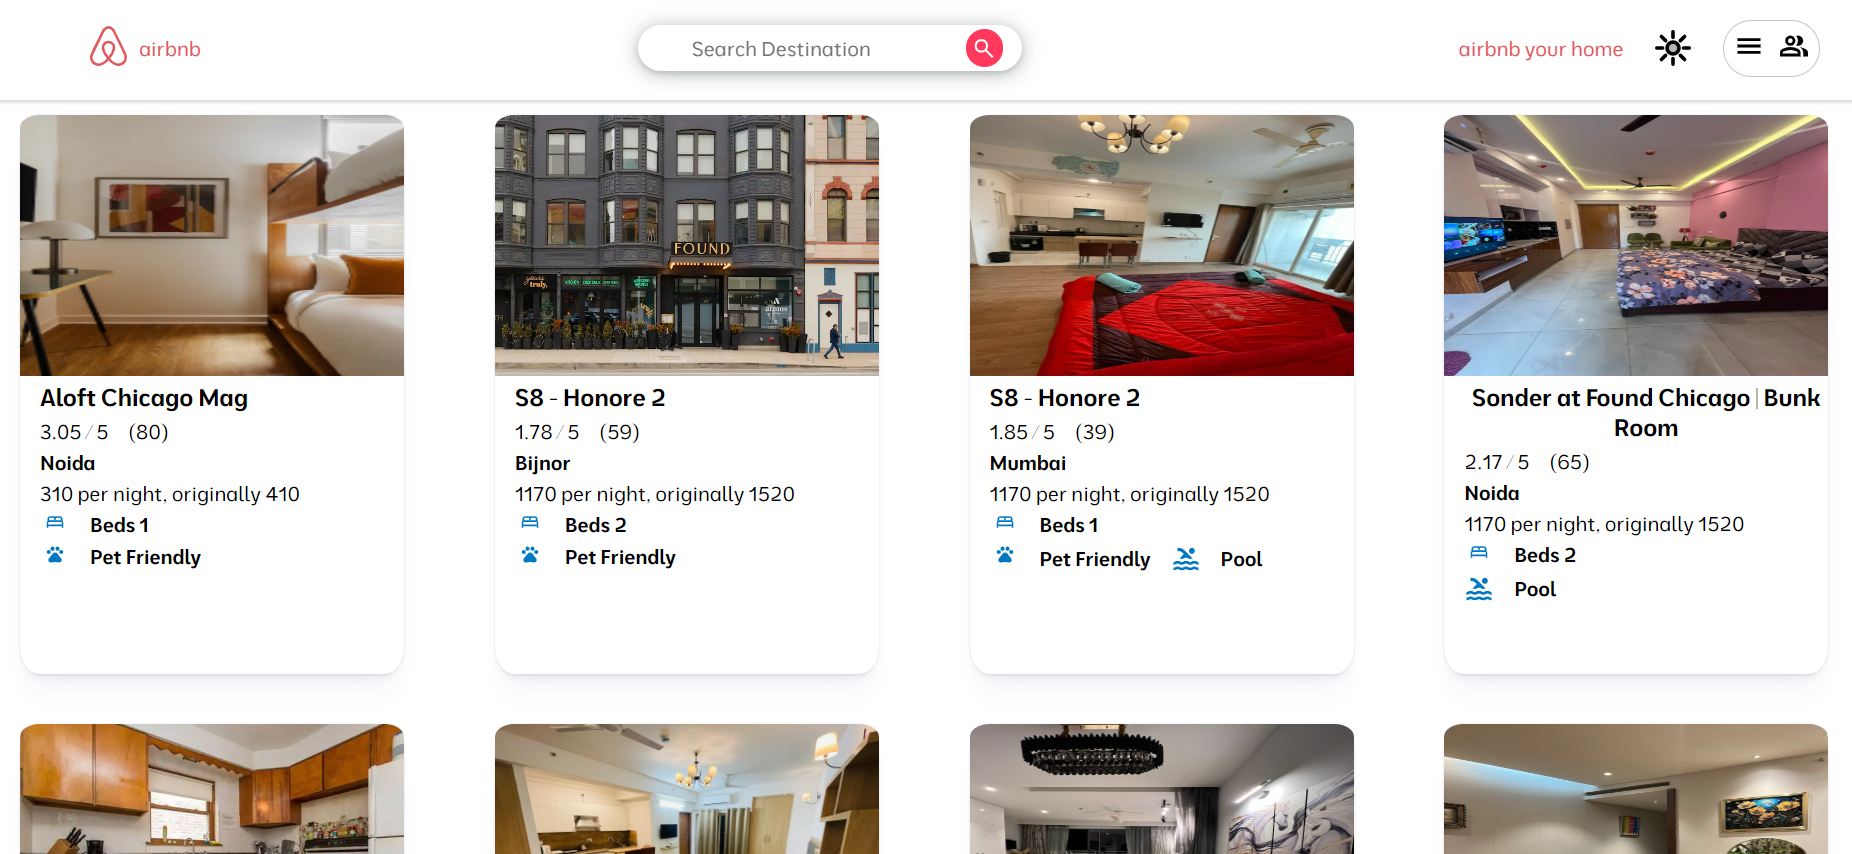 airbnb
Search Destination
airbnb your home
FOUND
yours
truly,
Aloft Chicago Mag
3.05 / 5 (80)
Noida
310 per night, originally 410
Beds 1
Pet Friendly
S8 - Honore 2
1.78 / 5 (59)
Bijnor
1170 per night, originally 1520
Beds 2
Pet Friendly
S8 - Honore 2
1.85 / 5 (39)
Mumbai
1170 per night, originally 1520
Beds 1
Pet Friendly Pool
Sonder at Found Chicago | Bunk
Room
2.17 / 5 (65)
Noida
1170 per night, originally 1520
Beds 2
Pool